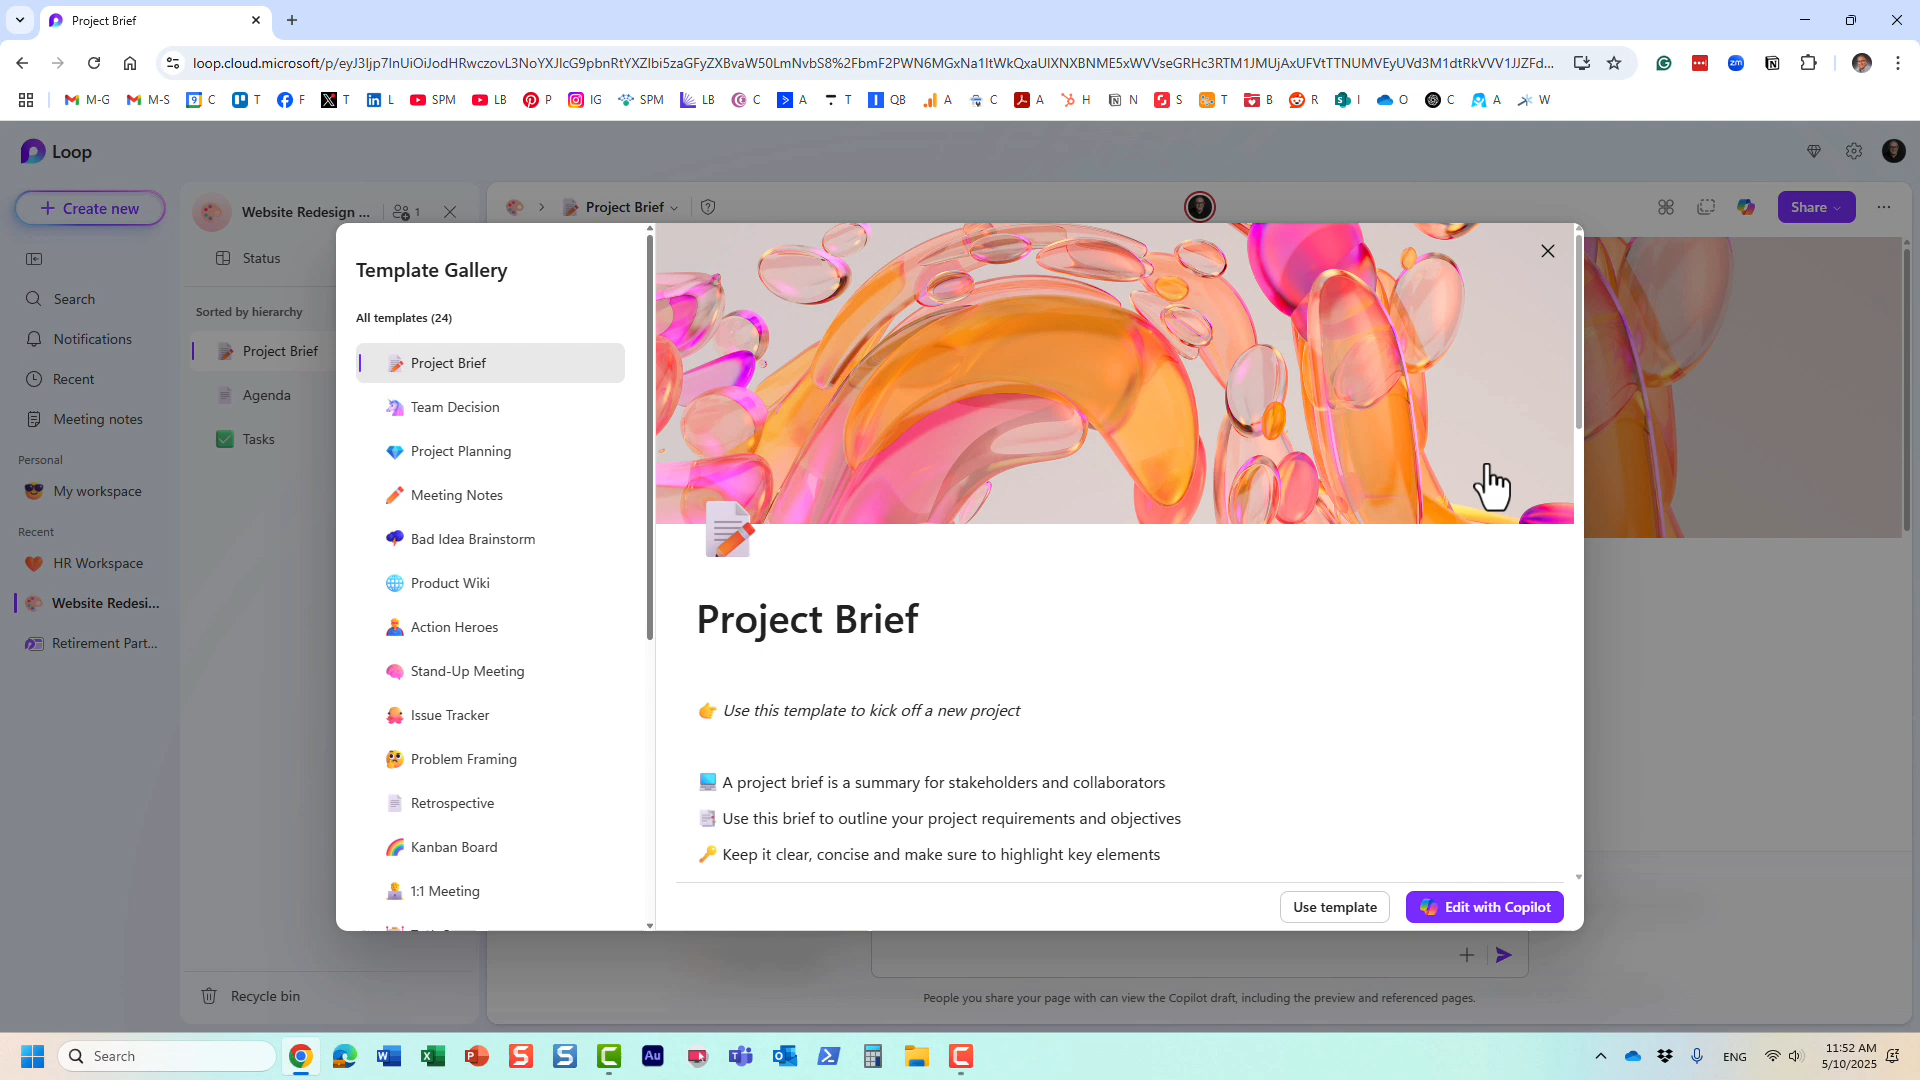 Project Brief
loop.cloud.microsoft/p/eyJ3Ijp7InUiOiJodHRwczovL3NoYXJlcG9pbnRtYXZlbi5zaGFyZXBvaW50LmNvbS8%2FbmF2PWN6MGxNa1ltWkQxaUlXNXBNME5xWVVseGRHc3RTM1JMUjAxUFVtTTNUMVEyUVd3M1dtRkVVV1JJZFd...
M-G
M-S
C
T
F
T
L
SPM
LB
P
IG
SPM
LB
C
A
T
QB
A
C
A
H
N
S
T
B
R
I
O
C
A
W
Loop
Create new
Website Redesign ...
1
Project Brief
Share
Status
Search
Notifications
Recent
Meeting notes
Personal
My workspace
Recent
HR Workspace
Website Redesi...
Retirement Part...
Sorted by hierarchy
Project Brief
Agenda
Tasks
Recycle bin
Template Gallery
All templates (24)
Project Brief
Team Decision
Project Planning
Meeting Notes
Bad Idea Brainstorm
Product Wiki
Action Heroes
Stand-Up Meeting
Issue Tracker
Problem Framing
Retrospective
Kanban Board
1:1 Meeting
Project Brief
Use this template to kick off a new project
A project brief is a summary for stakeholders and collaborators
Use this brief to outline your project requirements and objectives
Keep it clear, concise and make sure to highlight key elements
Use template
Edit with Copilot
People you share your page with can view the Copilot draft, including the preview and referenced pages.
Search
ENG
11:52 AM
5/10/2025